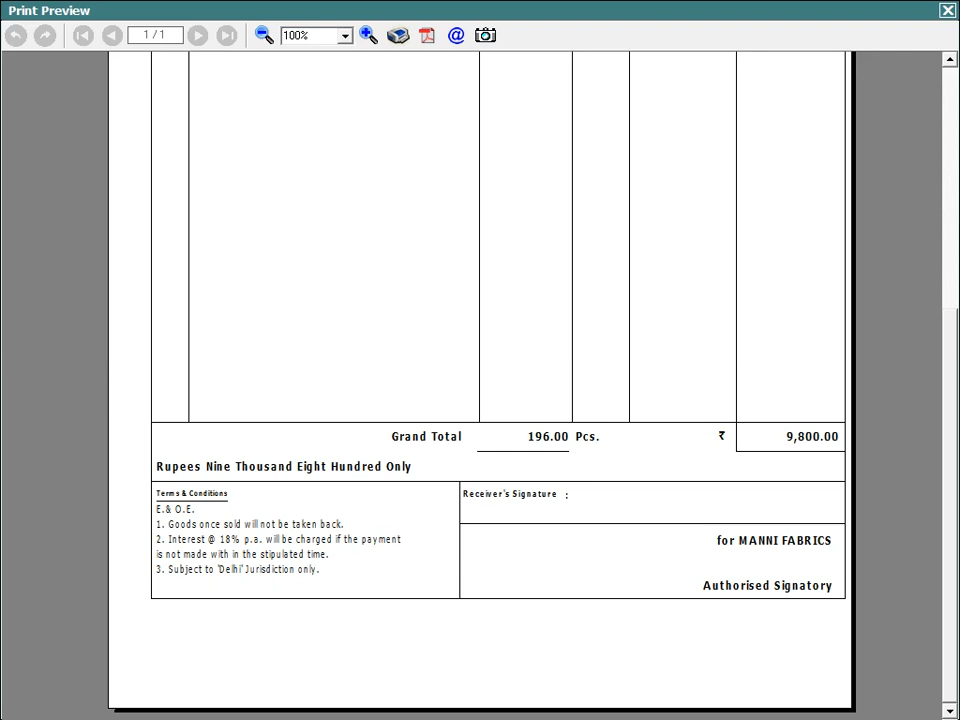 Print Preview
1 / 1
100%
@
Grand Total 196.00 Pcs. ₹ 9,800.00
Rupees Nine Thousand Eight Hundred Only
Terms & Conditions
E.& O.E.
1. Goods once sold will not be taken back.
2. Interest @ 18% p.a. will be charged if the payment
is not made with in the stipulated time.
3. Subject to 'Delhi' Jurisdiction only.
Receiver's Signature :
for MANNI FABRICS
Authorised Signatory